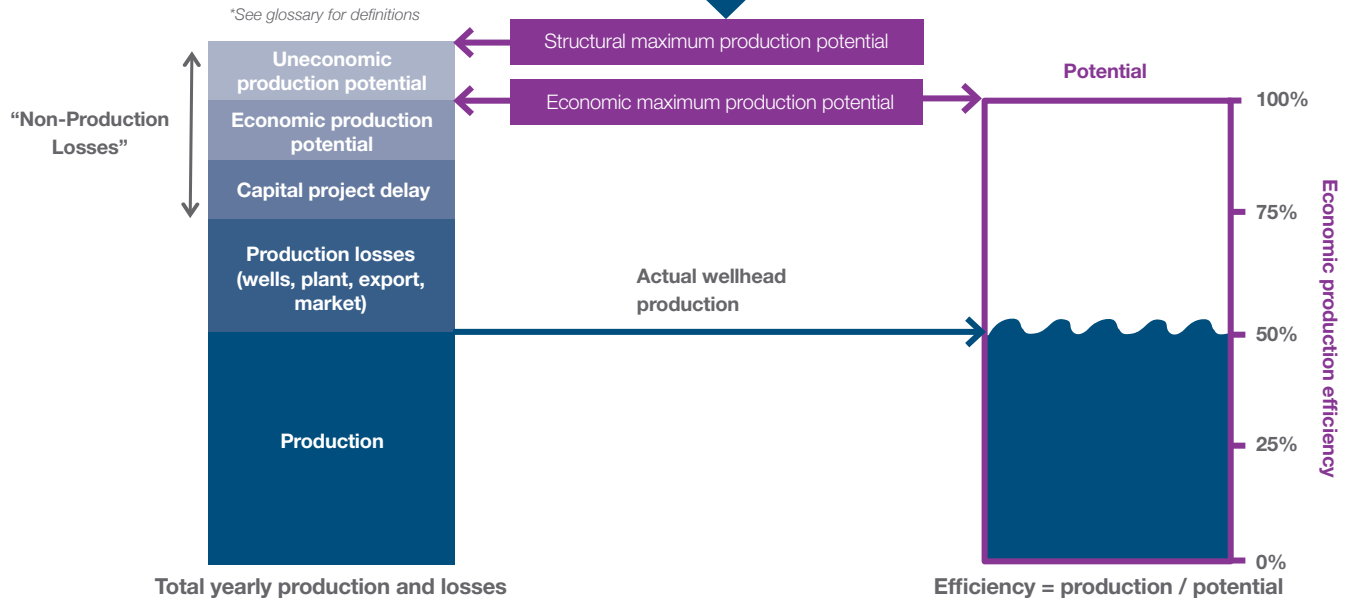 *See glossary for definitions
Structural maximum production potential
Uneconomic
production potential
Potential
Economic maximum production potential
100%
“Non-Production
Losses”
Economic production
potential
Capital project delay
75%
Production losses
(wells, plant, export,
market)
Actual wellhead
production
50%
Economic production efficiency
Production
25%
0%
Total yearly production and losses
Efficiency = production / potential